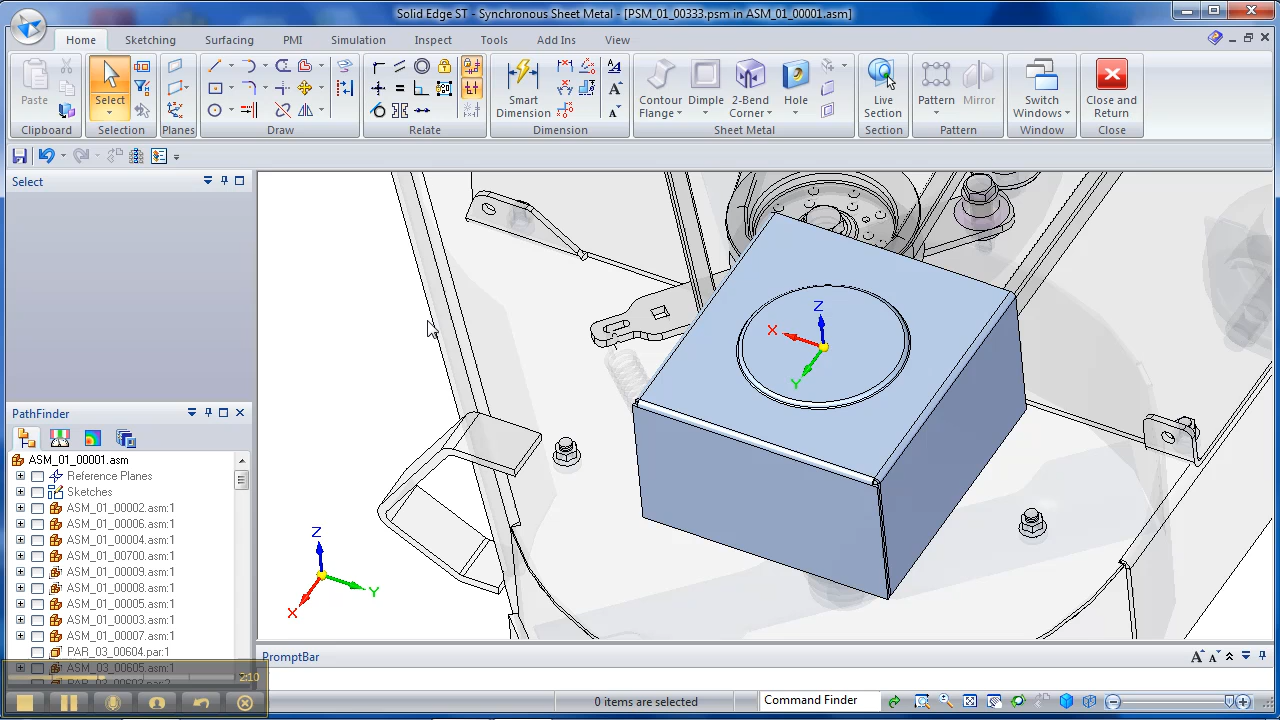 Solid Edge ST - Synchronous Sheet Metal - [PSM_01_00333.psm in ASM_01_00001.asm]
Home Sketching Surfacing PMI Simulation Inspect Tools Add Ins View
Paste
Clipboard
Select
Selection
Planes
Draw
Relate
Smart Dimension
Dimension
Contour Flange
Dimple
2-Bend Corner
Hole
Sheet Metal
Live Section
Section
Pattern
Mirror
Pattern
Switch Windows
Window
Close and Return
Close
Select
PathFinder
ASM_01_00001.asm
Reference Planes
Sketches
ASM_01_00002.asm:1
ASM_01_00006.asm:1
ASM_01_00004.asm:1
ASM_01_00700.asm:1
ASM_01_00009.asm:1
ASM_01_00008.asm:1
ASM_01_00005.asm:1
ASM_01_00003.asm:1
ASM_01_00007.asm:1
PAR_03_00604.par:1
ASM_03_00605.asm:1
2:10
Z
X
Y
Z
Y
X
PromptBar
0 items are selected
Command Finder